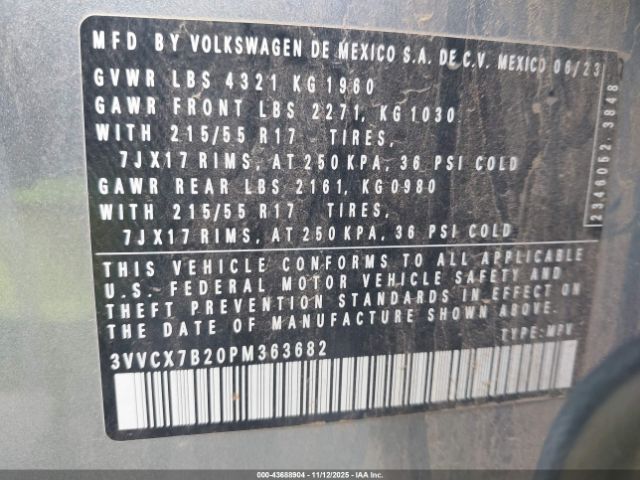 MFD BY VOLKSWAGEN DE MEXICO S.A. DE C.V. MEXICO 06/23
GVWR LBS 4321 KG 1960
GAWR FRONT LBS 2271, KG 1030
WITH 215/55 R17 TIRES,
7JX17 RIMS, AT 250 KPA, 36 PSI COLD
GAWR REAR LBS 2161, KG 0980
WITH 215/55 R17 TIRES,
7JX17 RIMS, AT 250 KPA, 36 PSI COLD
2346052.3848
THIS VEHICLE CONFORMS TO ALL APPLICABLE
U.S. FEDERAL MOTOR VEHICLE SAFETY AND
THEFT PREVENTION STANDARDS IN EFFECT ON
THE DATE OF MANUFACTURE SHOWN ABOVE.
TYPE: MPV
3VVCX7B20PM363682
000-43688904 - 11/12/2025 - IAA Inc.